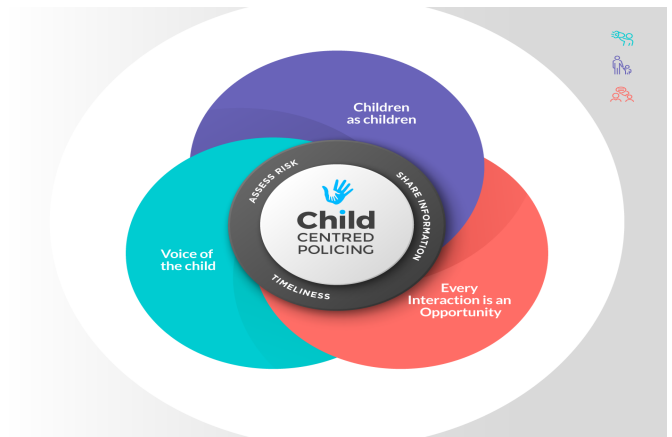 Children
as children
ASSESS RISK
SHARE INFORMATION
Child
CENTRED
POLICING
Voice of
the child
TIMELINESS
Every
Interaction is an
Opportunity